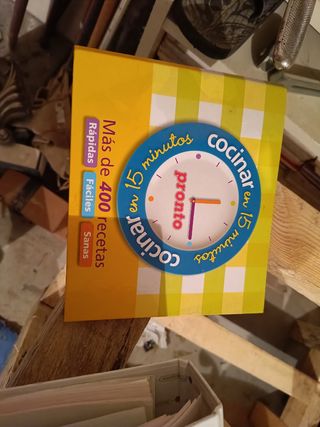 cocinar en 15 minutos
cocinar en 15 minutos
pronto
Más de 400 recetas
Rápidas Fáciles Sanas